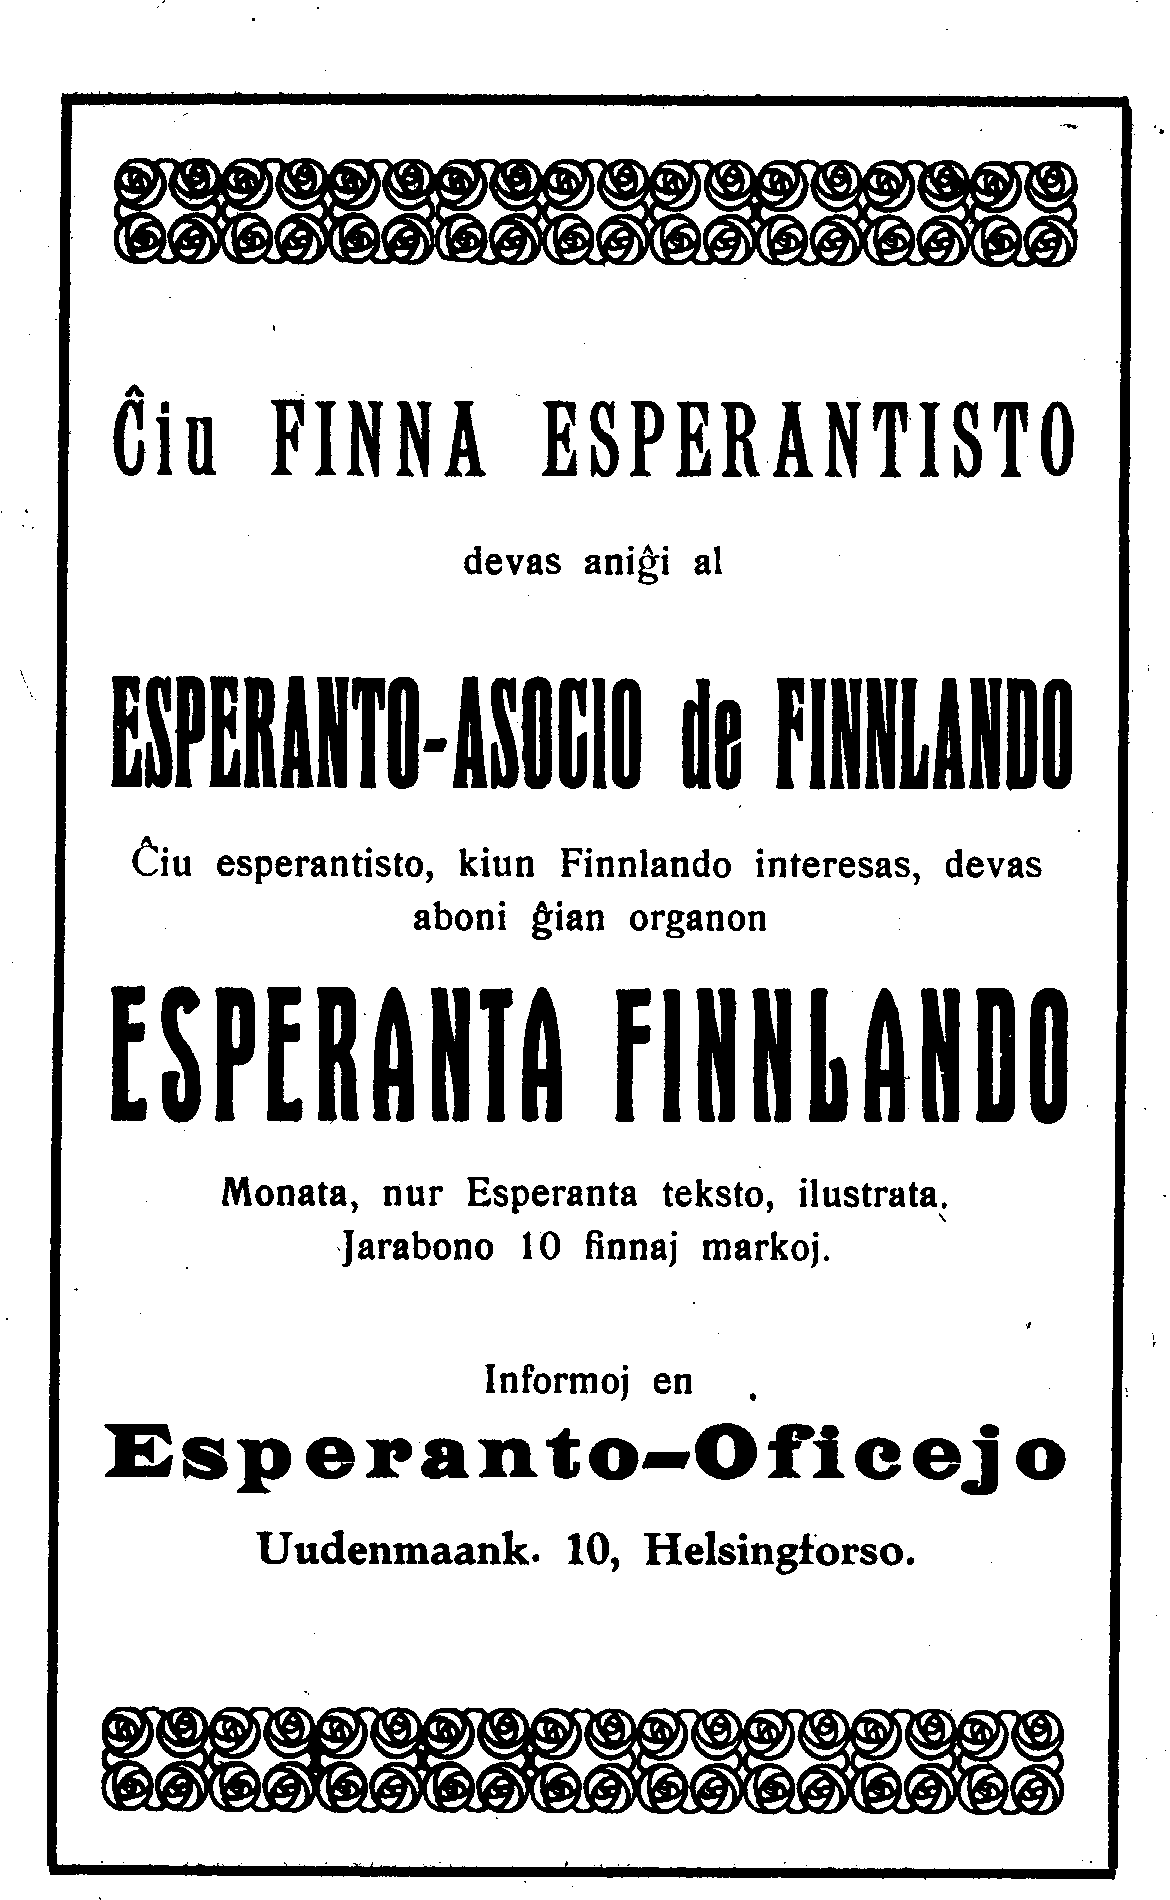 Ĉiu FINNA ESPERANTISTO
devas aniĝi al
ESPERANTO-ASOCIO de FINNLANDO
Ĉiu esperantisto, kiun Finnlando interesas, devas
aboni ĝian organon
ESPERANTA FINNLANDO
Monata, nur Esperanta teksto, ilustrata.
Jarabono 10 finnaj markoj.
Informoj en
Esperanto-Oficejo
Uudenmaank. 10, Helsingforso.